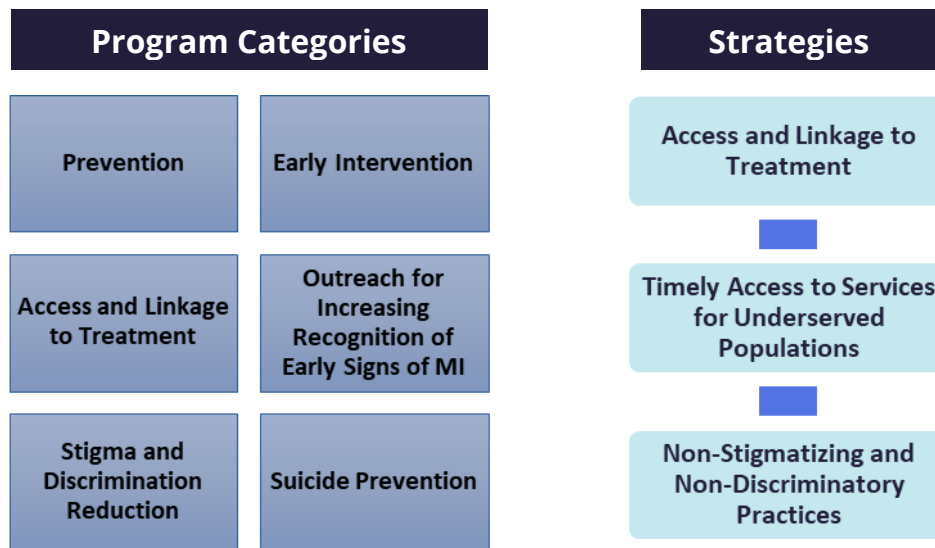 Program Categories
Prevention
Early Intervention
Access and Linkage
to Treatment
Outreach for
Increasing
Recognition of
Early Signs of MI
Stigma and
Discrimination
Reduction
Suicide Prevention
Strategies
Access and Linkage to
Treatment
Timely Access to Services
for Underserved
Populations
Non-Stigmatizing and
Non-Discriminatory
Practices